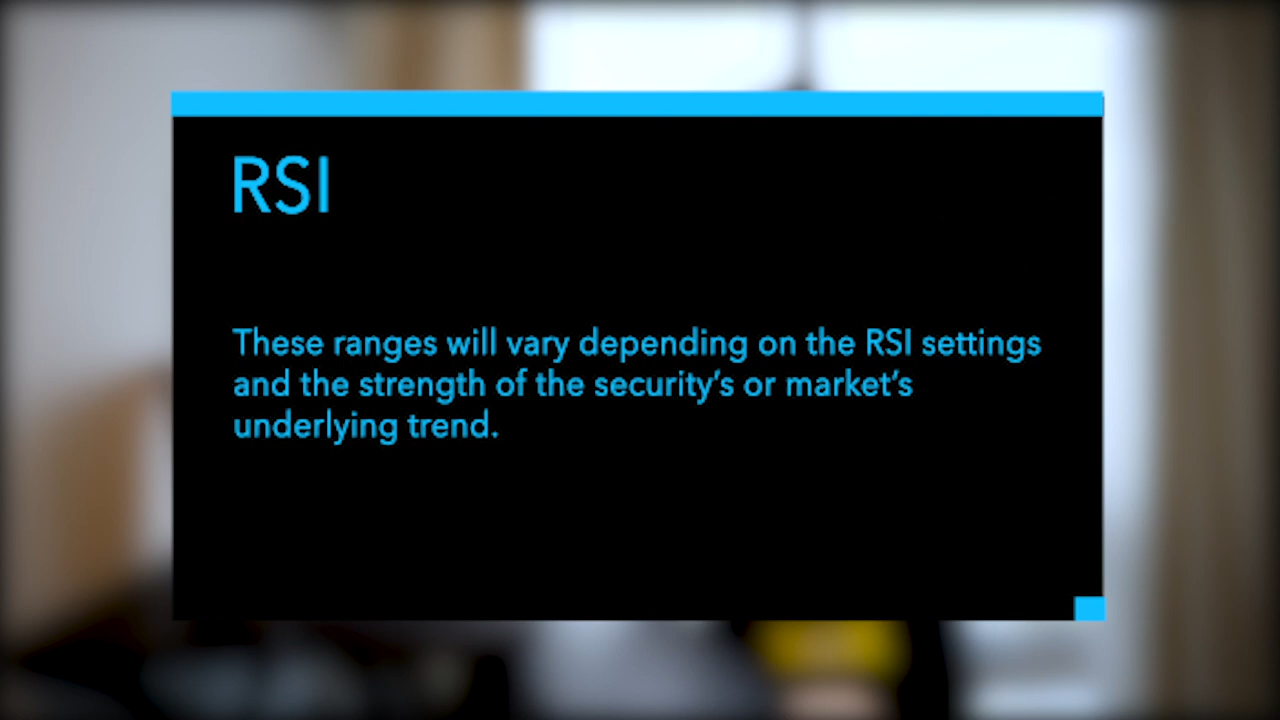 RSI
These ranges will vary depending on the RSI settings
and the strength of the security’s or market’s
underlying trend.